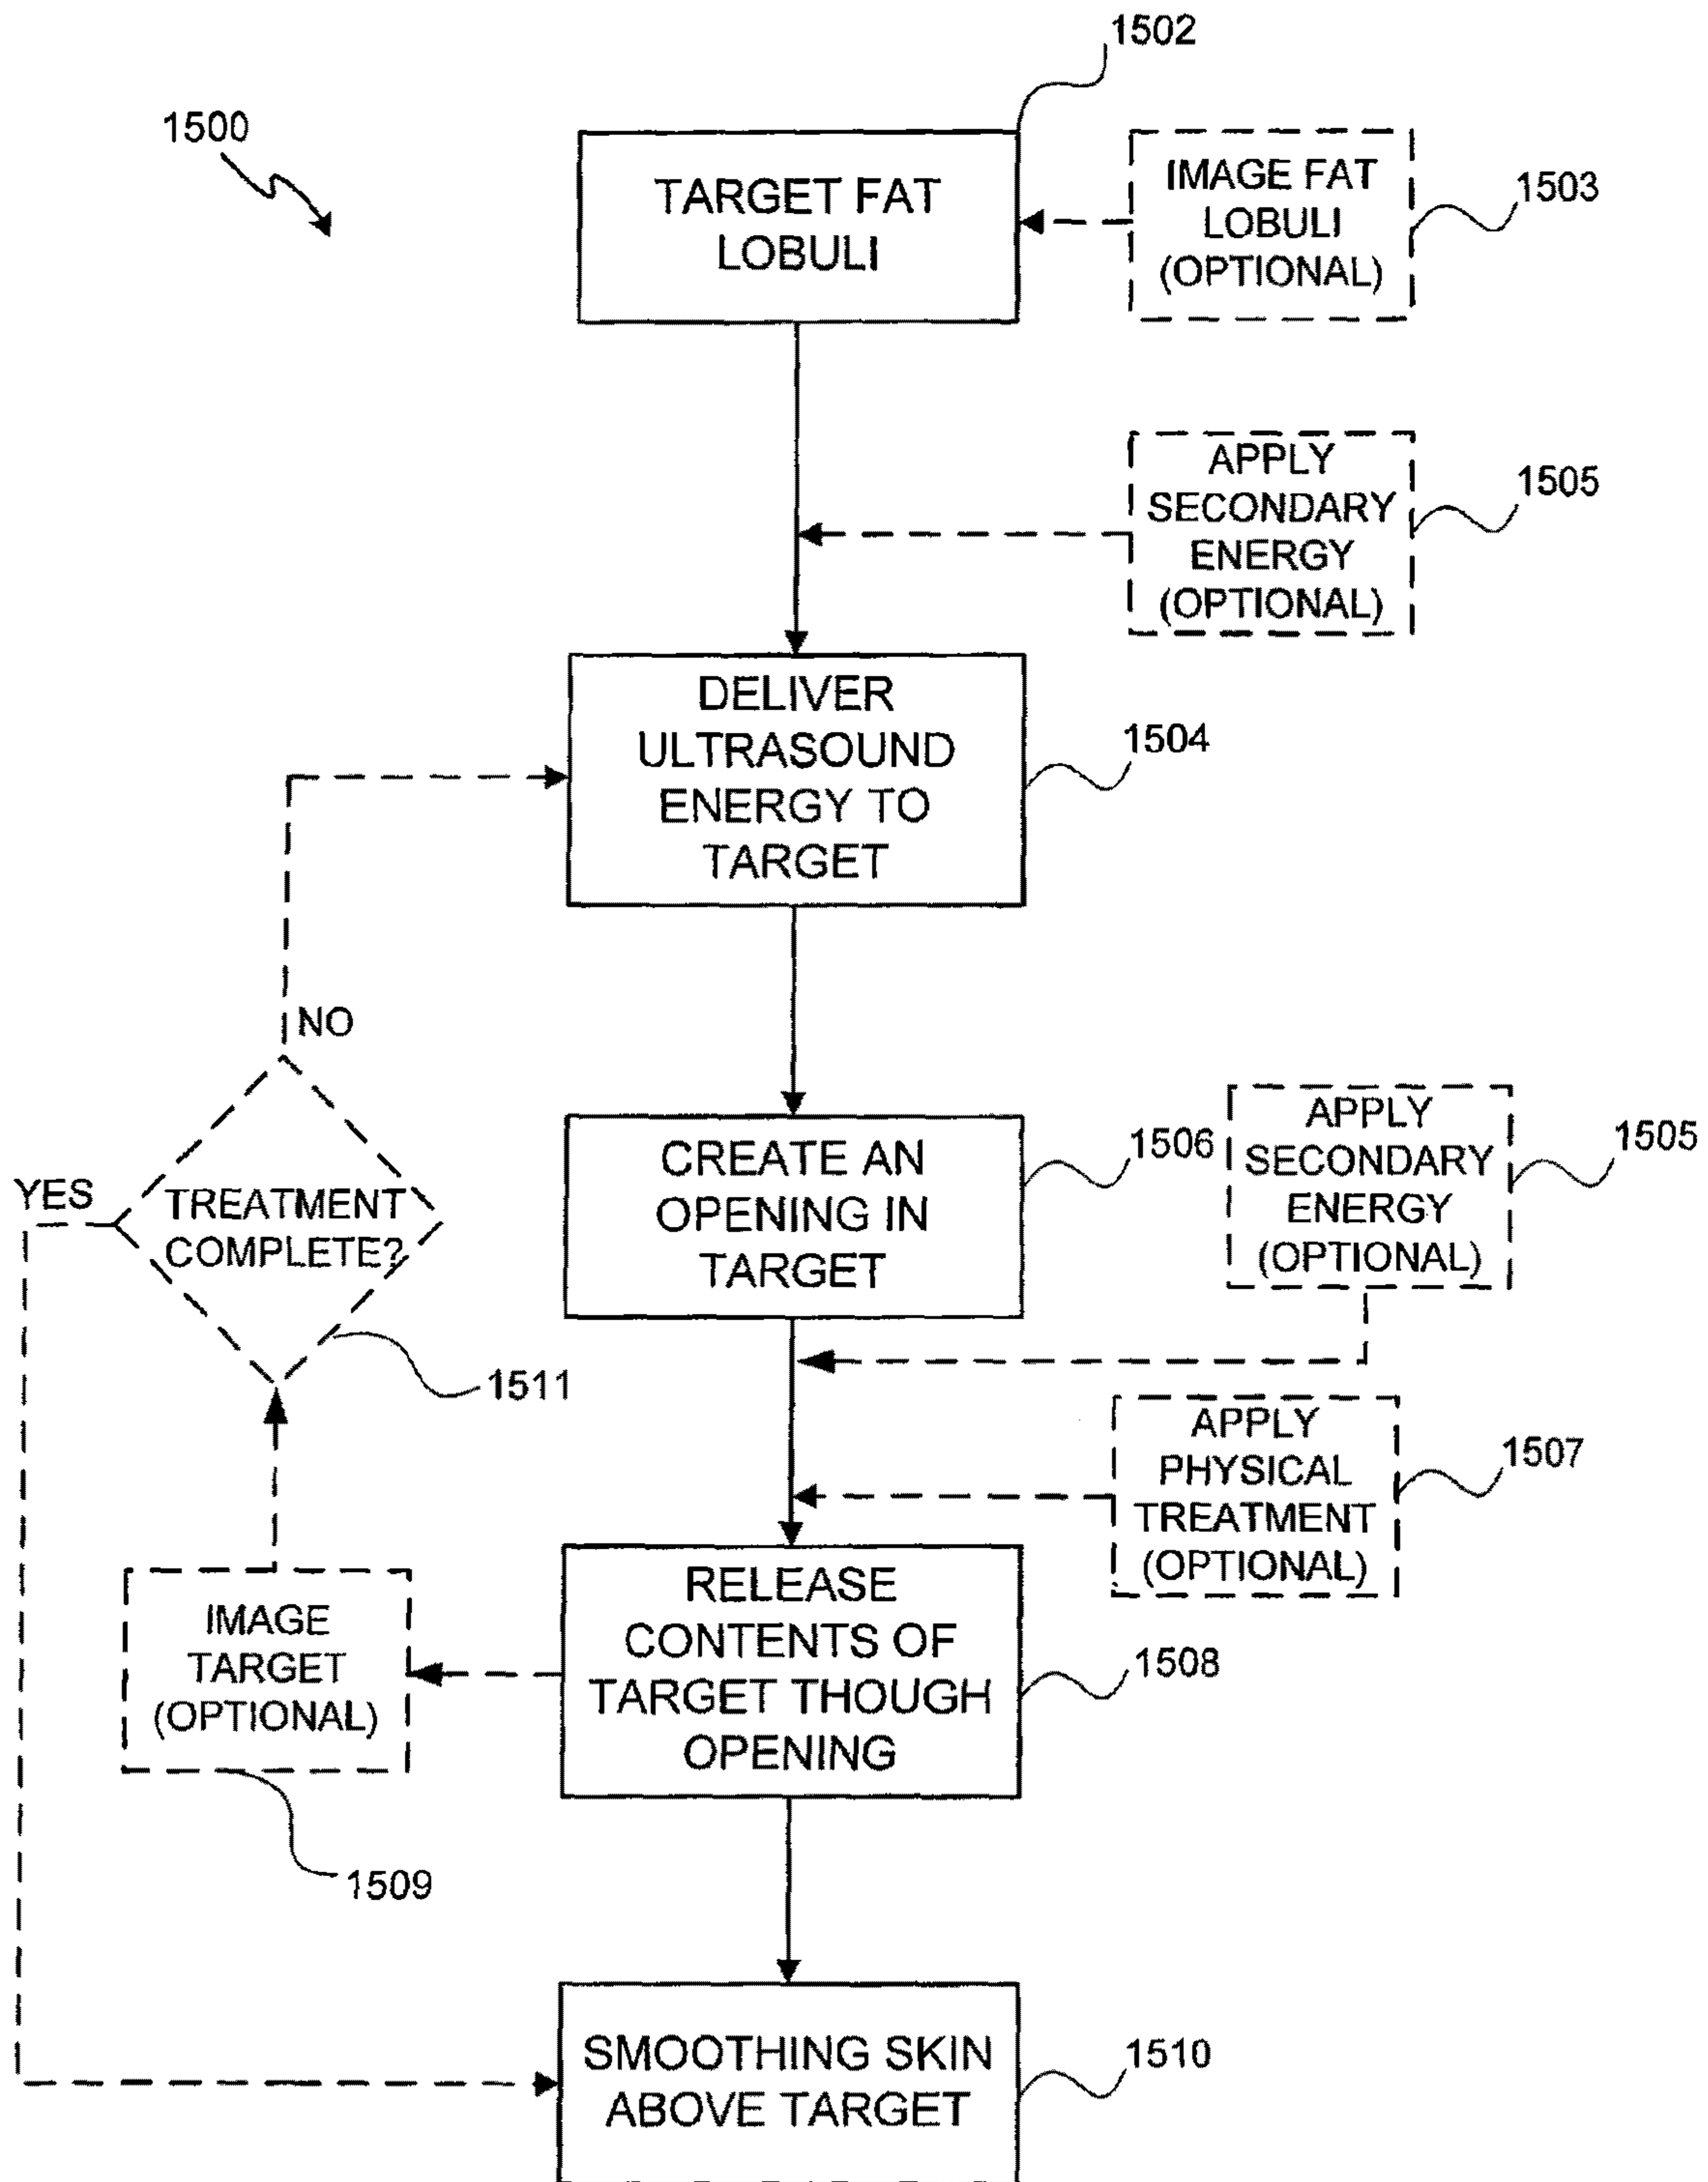 1502
1500
TARGET FAT
LOBULI
IMAGE FAT
LOBULI
(OPTIONAL)
1503
APPLY
SECONDARY
ENERGY
(OPTIONAL)
1505
DELIVER
ULTRASOUND
ENERGY TO
TARGET
1504
NO
YES
TREATMENT
COMPLETE?
1511
CREATE AN
OPENING IN
TARGET
1506
APPLY
SECONDARY
ENERGY
(OPTIONAL)
1505
APPLY
PHYSICAL
TREATMENT
(OPTIONAL)
1507
RELEASE
CONTENTS OF
TARGET THOUGH
OPENING
1508
IMAGE
TARGET
(OPTIONAL)
1509
SMOOTHING SKIN
ABOVE TARGET
1510